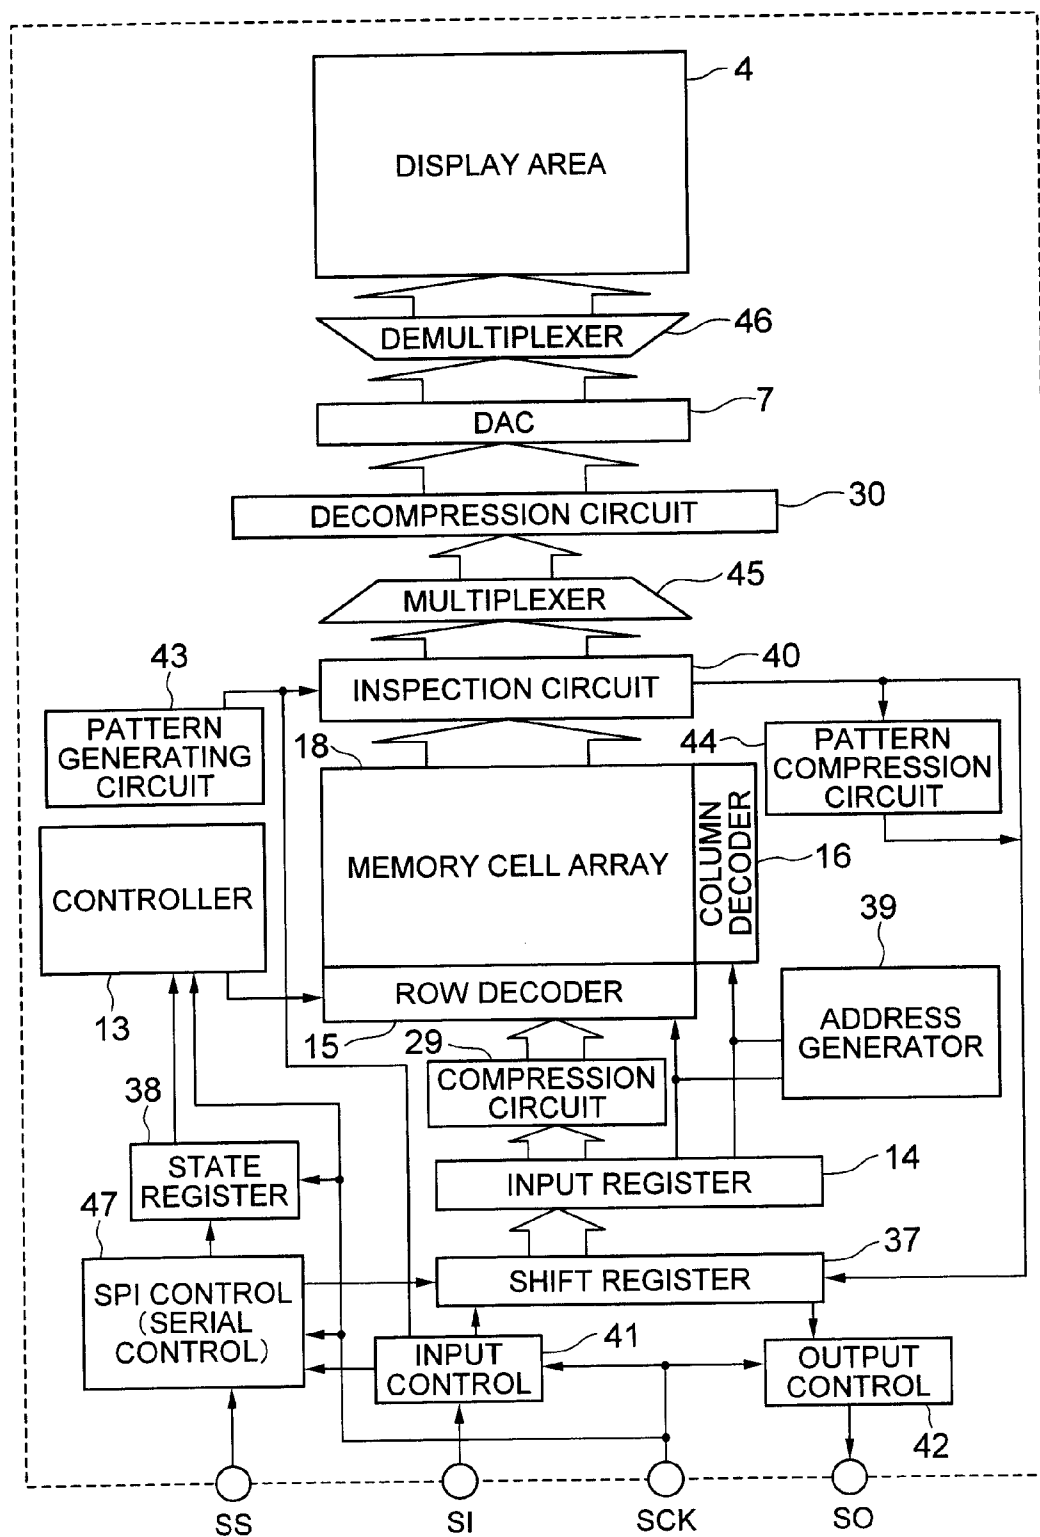 4
DISPLAY AREA
DEMULTIPLEXER
46
7
DAC
30
DECOMPRESSION CIRCUIT
45
MULTIPLEXER
43
40
INSPECTION CIRCUIT
PATTERN
GENERATING
CIRCUIT
18
44
PATTERN
COMPRESSION
CIRCUIT
MEMORY CELL ARRAY
COLUMN
DECODER
16
CONTROLLER
39
13
ROW DECODER
15
ADDRESS
GENERATOR
29
COMPRESSION
CIRCUIT
38
STATE
REGISTER
14
INPUT REGISTER
47
37
SHIFT REGISTER
SPI CONTROL
(SERIAL
CONTROL)
41
INPUT
CONTROL
OUTPUT
CONTROL
42
SS
SI
SCK
SO